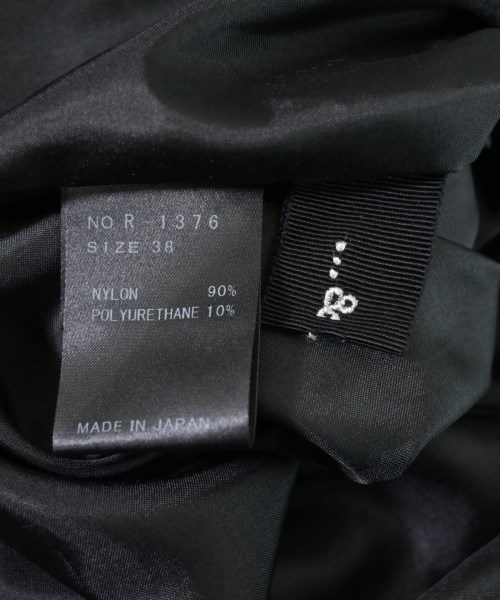 NO.R-1376
SIZE 38
NYLON 90%
POLYURETHANE 10%
MADE IN JAPAN